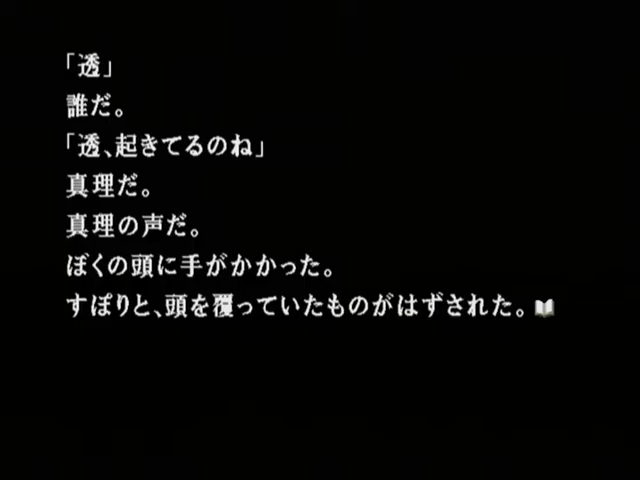 「透」
誰だ。
「透、起きてるのね」
真理だ。
真理の声だ。
ぼくの頭に手がかかった。
すぽりと、頭を覆っていたものがはずされた。